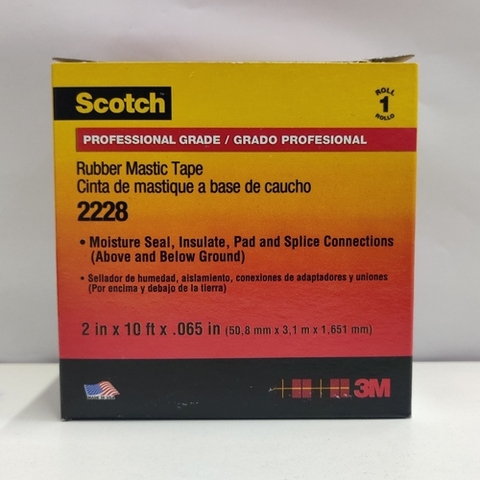 Scotch
ROLL
1
ROLLO
PROFESSIONAL GRADE / GRADO PROFESIONAL
Rubber Mastic Tape
Cinta de mastique a base de caucho
2228
• Moisture Seal, Insulate, Pad and Splice Connections
(Above and Below Ground)
• Sellador de humedad, aislamiento, conexiones de adaptadores y uniones
(Por encima y debajo de la tierra)
2 in x 10 ft x .065 in (50,8 mm x 3,1 m x 1,651 mm)
MADE IN USA
3M